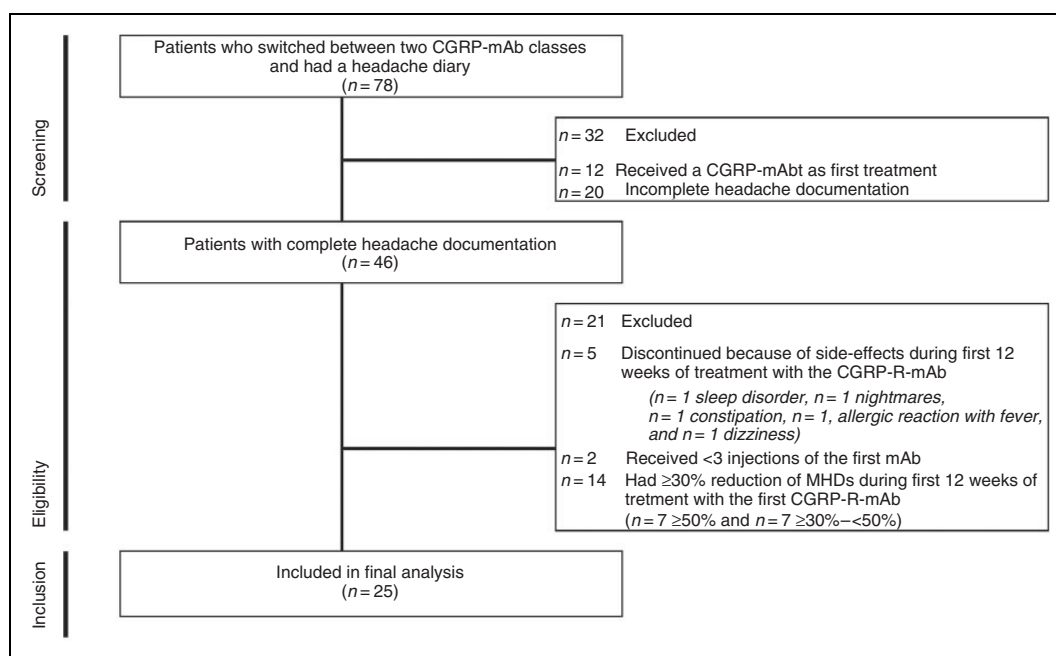 Screening
Patients who switched between two CGRP-mAb classes
and had a headache diary
(n = 78)
n = 32 Excluded
n = 12 Received a CGRP-mAbt as first treatment
n = 20 Incomplete headache documentation
Eligibility
Patients with complete headache documentation
(n = 46)
n = 21 Excluded
n = 5 Discontinued because of side-effects during first 12
weeks of treatment with the CGRP-R-mAb
(n = 1 sleep disorder, n = 1 nightmares,
n = 1 constipation, n = 1, allergic reaction with fever,
and n = 1 dizziness)
n = 2 Received <3 injections of the first mAb
n = 14 Had ≥30% reduction of MHDs during first 12 weeks of
tretment with the first CGRP-R-mAb
(n = 7 ≥50% and n = 7 ≥30%–<50%)
Inclusion
Included in final analysis
(n = 25)